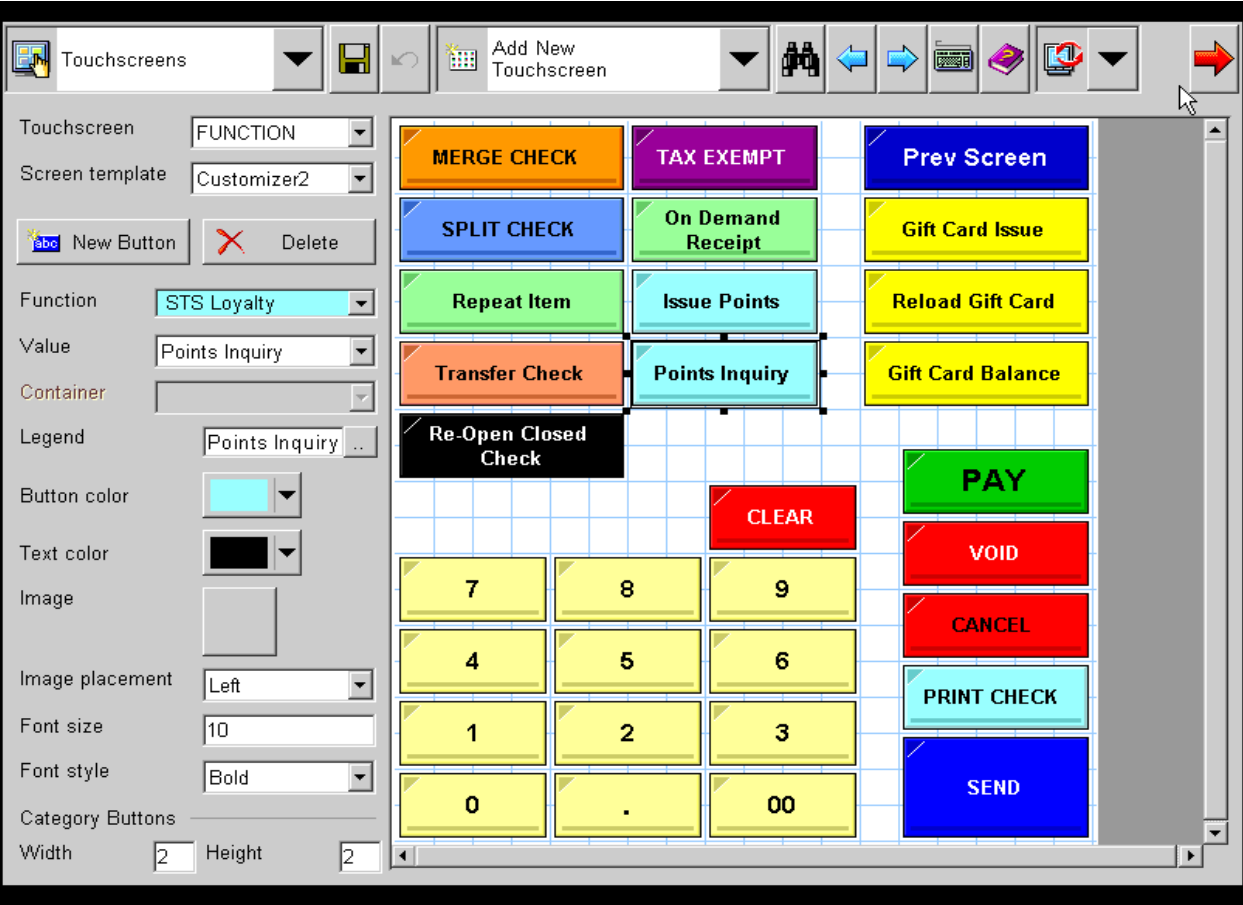 Touchscreens
Add New
Touchscreen
Touchscreen
FUNCTION
Screen template
Customizer2
abc New Button
Delete
Function
STS Loyalty
Value
Points Inquiry
Container
Legend
Points Inquiry
..
Button color
Text color
Image
Image placement
Left
Font size
10
Font style
Bold
Category Buttons
Width
2
Height
2
MERGE CHECK
TAX EXEMPT
Prev Screen
SPLIT CHECK
On Demand
Receipt
Gift Card Issue
Repeat Item
Issue Points
Reload Gift Card
Transfer Check
Points Inquiry
Gift Card Balance
Re-Open Closed
Check
PAY
CLEAR
VOID
7
8
9
CANCEL
4
5
6
PRINT CHECK
1
2
3
SEND
0
.
00